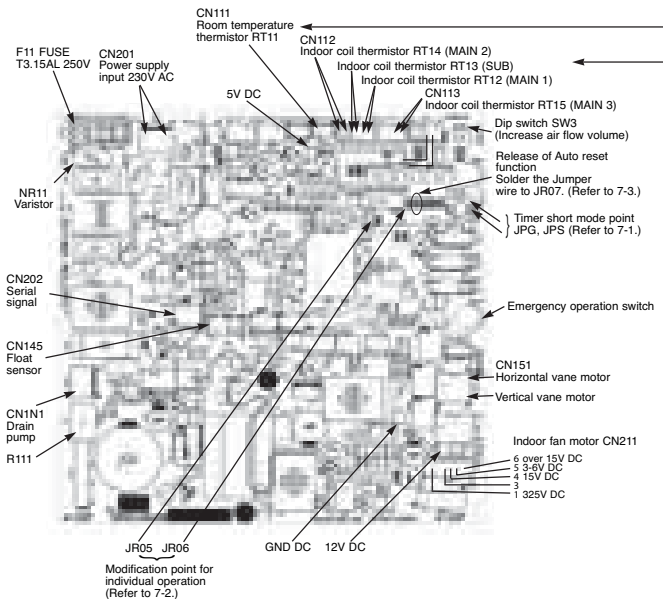 CN111
Room temperature
thermistor RT11
F11 FUSE
T3.15AL 250V
CN201
Power supply
input 230V AC
CN112
Indoor coil thermistor RT14 (MAIN 2)
Indoor coil thermistor RT13 (SUB)
Indoor coil thermistor RT12 (MAIN 1)
CN113
Indoor coil thermistor RT15 (MAIN 3)
5V DC
Dip switch SW3
(Increase air flow volume)
Release of Auto reset
function
Solder the Jumper
wire to JR07. (Refer to 7-3.)
NR11
Varistor
Timer short mode point
JPG, JPS (Refer to 7-1.)
CN202
Serial
signal
Emergency operation switch
CN145
Float
sensor
CN151
Horizontal vane motor
Vertical vane motor
CN1N1
Drain
pump
R111
Indoor fan motor CN211
6 over 15V DC
5 3-6V DC
4 15V DC
3
1 325V DC
JR05 JR06
GND DC
12V DC
Modification point for
individual operation
(Refer to 7-2.)